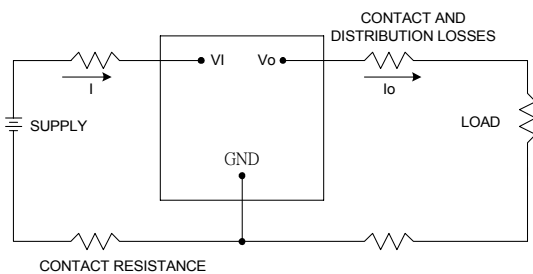 CONTACT AND
DISTRIBUTION LOSSES
VI
Vo
I
Io
SUPPLY
LOAD
GND
CONTACT RESISTANCE